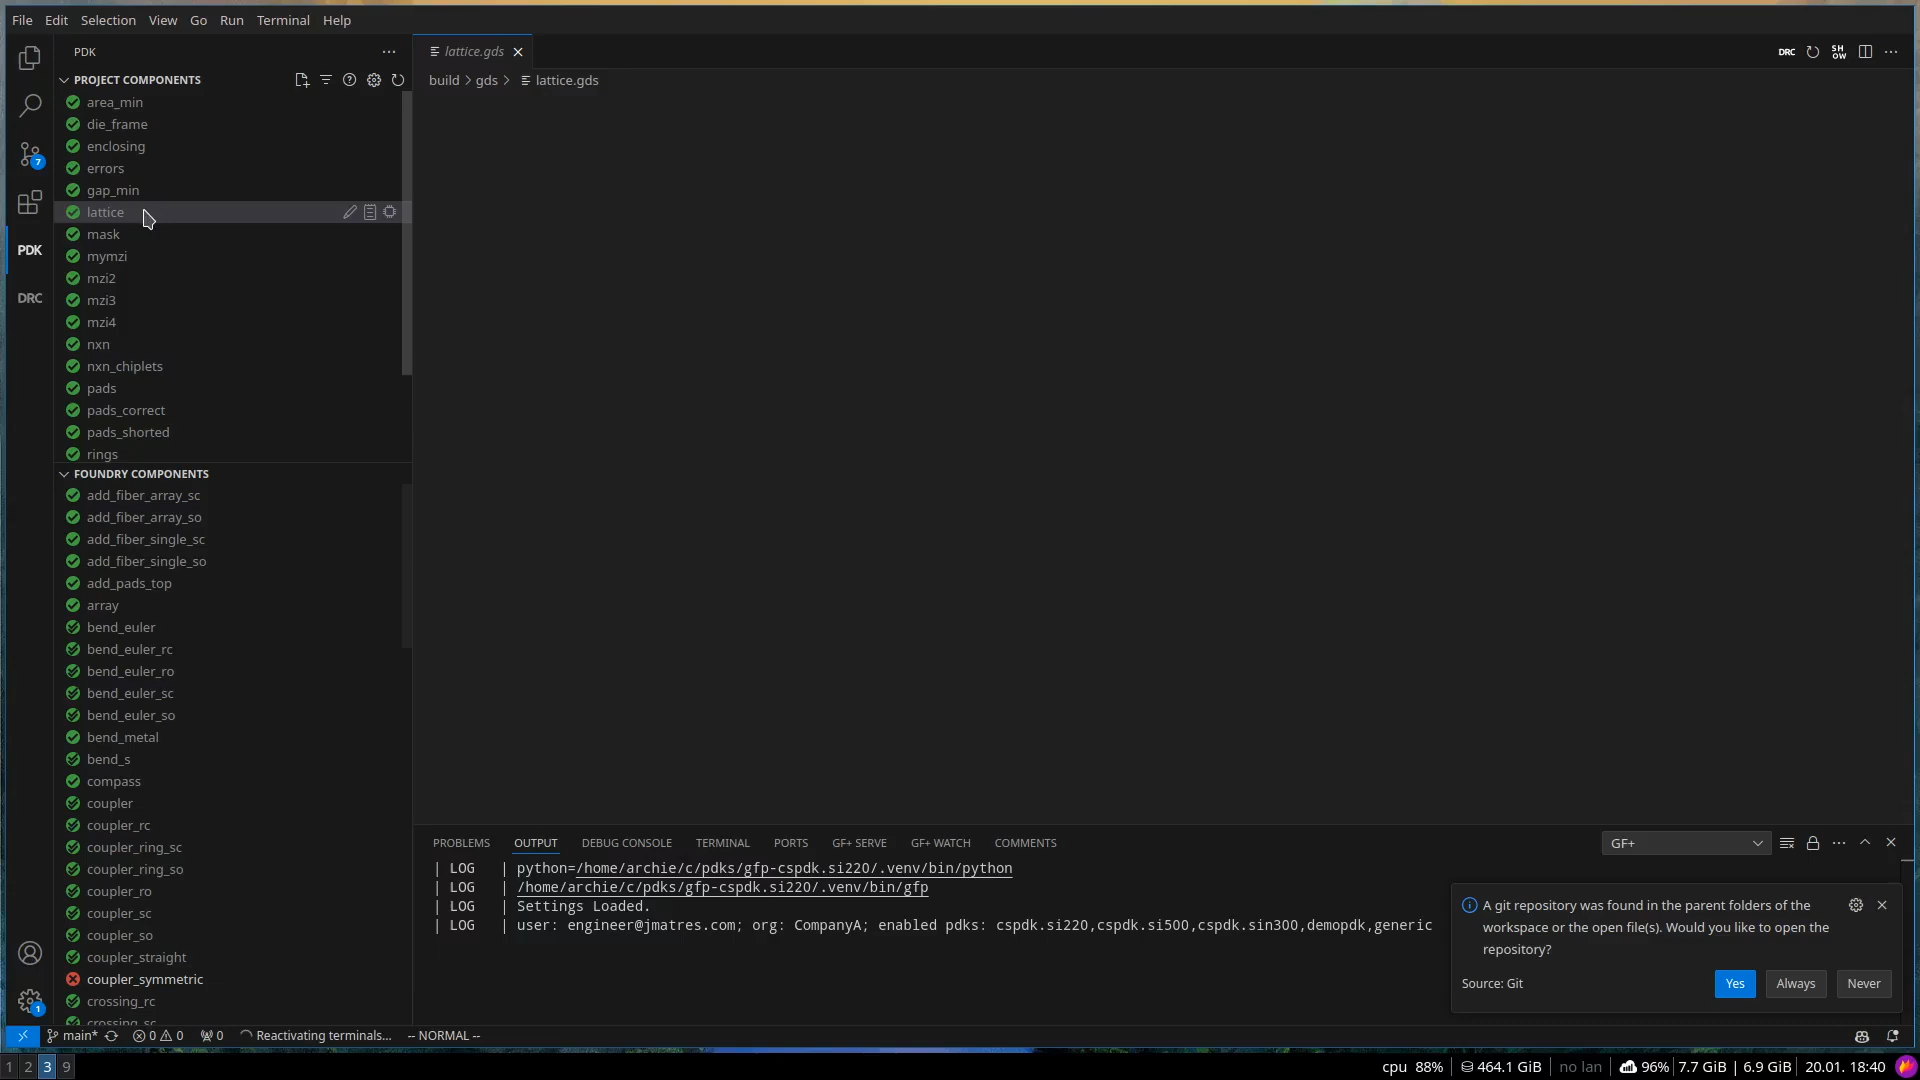 File Edit Selection View Go Run Terminal Help
PDK
PROJECT COMPONENTS
area_min
die_frame
enclosing
errors
gap_min
lattice
mask
mymzi
mzi2
mzi3
mzi4
nxn
nxn_chiplets
pads
pads_correct
pads_shorted
rings
FOUNDRY COMPONENTS
add_fiber_array_sc
add_fiber_array_so
add_fiber_single_sc
add_fiber_single_so
add_pads_top
array
bend_euler
bend_euler_rc
bend_euler_ro
bend_euler_sc
bend_euler_so
bend_metal
bend_s
compass
coupler
coupler_rc
coupler_ring_sc
coupler_ring_so
coupler_ro
coupler_sc
coupler_so
coupler_straight
coupler_symmetric
crossing_rc
crossing_sc
7
PDK
DRC
1
lattice.gds
DRC
SHOW
build > gds > lattice.gds
PROBLEMS OUTPUT DEBUG CONSOLE TERMINAL PORTS GF+ SERVE GF+ WATCH COMMENTS
GF+
| LOG | python=/home/archie/c/pdks/gfp-cspdk.si220/.venv/bin/python
| LOG | /home/archie/c/pdks/gfp-cspdk.si220/.venv/bin/gfp
| LOG | Settings Loaded.
| LOG | user: engineer@jmatres.com; org: CompanyA; enabled pdks: cspdk.si220,cspdk.si500,cspdk.sin300,demopdk,generic
A git repository was found in the parent folders of the
workspace or the open file(s). Would you like to open the
repository?
Source: Git
Yes
Always
Never
main* 0 0 0 Reactivating terminals... -- NORMAL --
1 2 3 9
cpu 88% 464.1 GiB no lan 96% 7.7 GiB | 6.9 GiB 20.01. 18:40